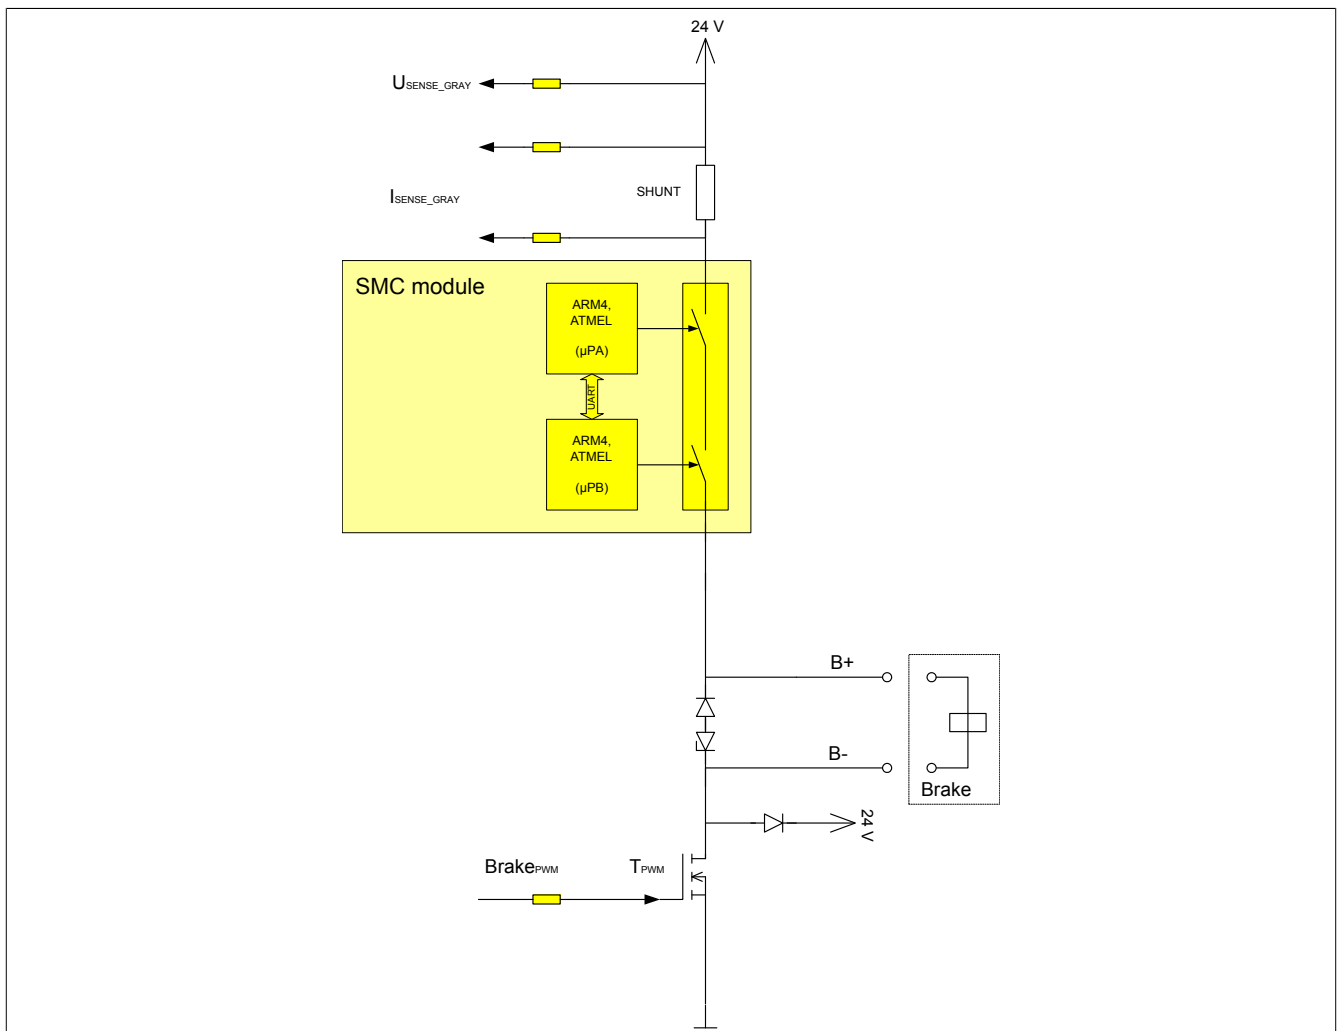 24 V
USENSE_GRAY
ISENSE_GRAY
SHUNT
SMC module
ARM4,
ATMEL
(µPA)
UART
ARM4,
ATMEL
(µPB)
B+
B-
Brake
24 V
BrakePWM
TPWM